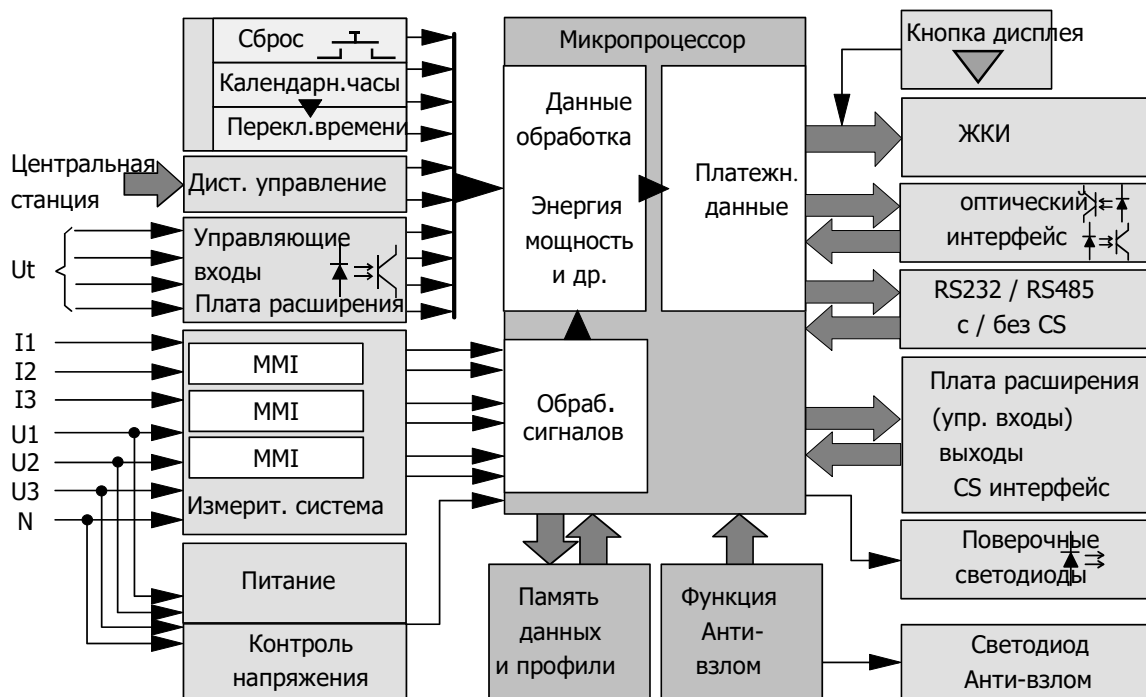 Сброс
Календарн.часы
Перекл.времени
Центральная
станция
Дист. управление
Ut
Управляющие
входы
Плата расширения
I1
I2
I3
U1
U2
U3
N
MMI
MMI
MMI
Измерит. система
Питание
Контроль
напряжения
Микропроцессор
Данные
обработка
Энергия
мощность
и др.
Платежн.
данные
Обраб.
сигналов
Память
данных
и профили
Функция
Анти-
взлом
Кнопка дисплея
ЖКИ
оптический
интерфейс
RS232 / RS485
с / без CS
Плата расширения
(упр. входы)
выходы
CS интерфейс
Поверочные
светодиоды
Светодиод
Анти-взлом